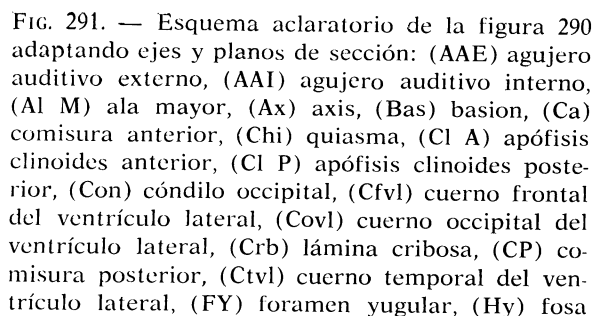 FIG. 291. — Esquema aclaratorio de la figura 290
adaptando ejes y planos de sección: (AAE) agujero
auditivo externo, (AAI) agujero auditivo interno,
(Al M) ala mayor, (Ax) axis, (Bas) basion, (Ca)
comisura anterior, (Chi) quiasma, (Cl A) apófisis
clinoides anterior, (Cl P) apófisis clinoides poste-
rior, (Con) cóndilo occipital, (Cfvl) cuerno frontal
del ventrículo lateral, (Covl) cuerno occipital del
ventrículo lateral, (Crb) lámina cribosa, (CP) co-
misura posterior, (Ctvl) cuerno temporal del ven-
trículo lateral, (FY) foramen yugular, (Hy) fosa